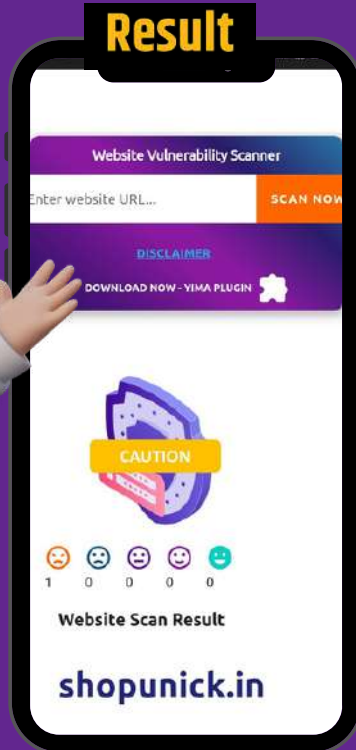 Result
Website Vulnerability Scanner
Enter website URL...
SCAN NOW
DISCLAIMER
DOWNLOAD NOW - YIMA PLUGIN
CAUTION
1 0 0 0 0
Website Scan Result
shopunick.in